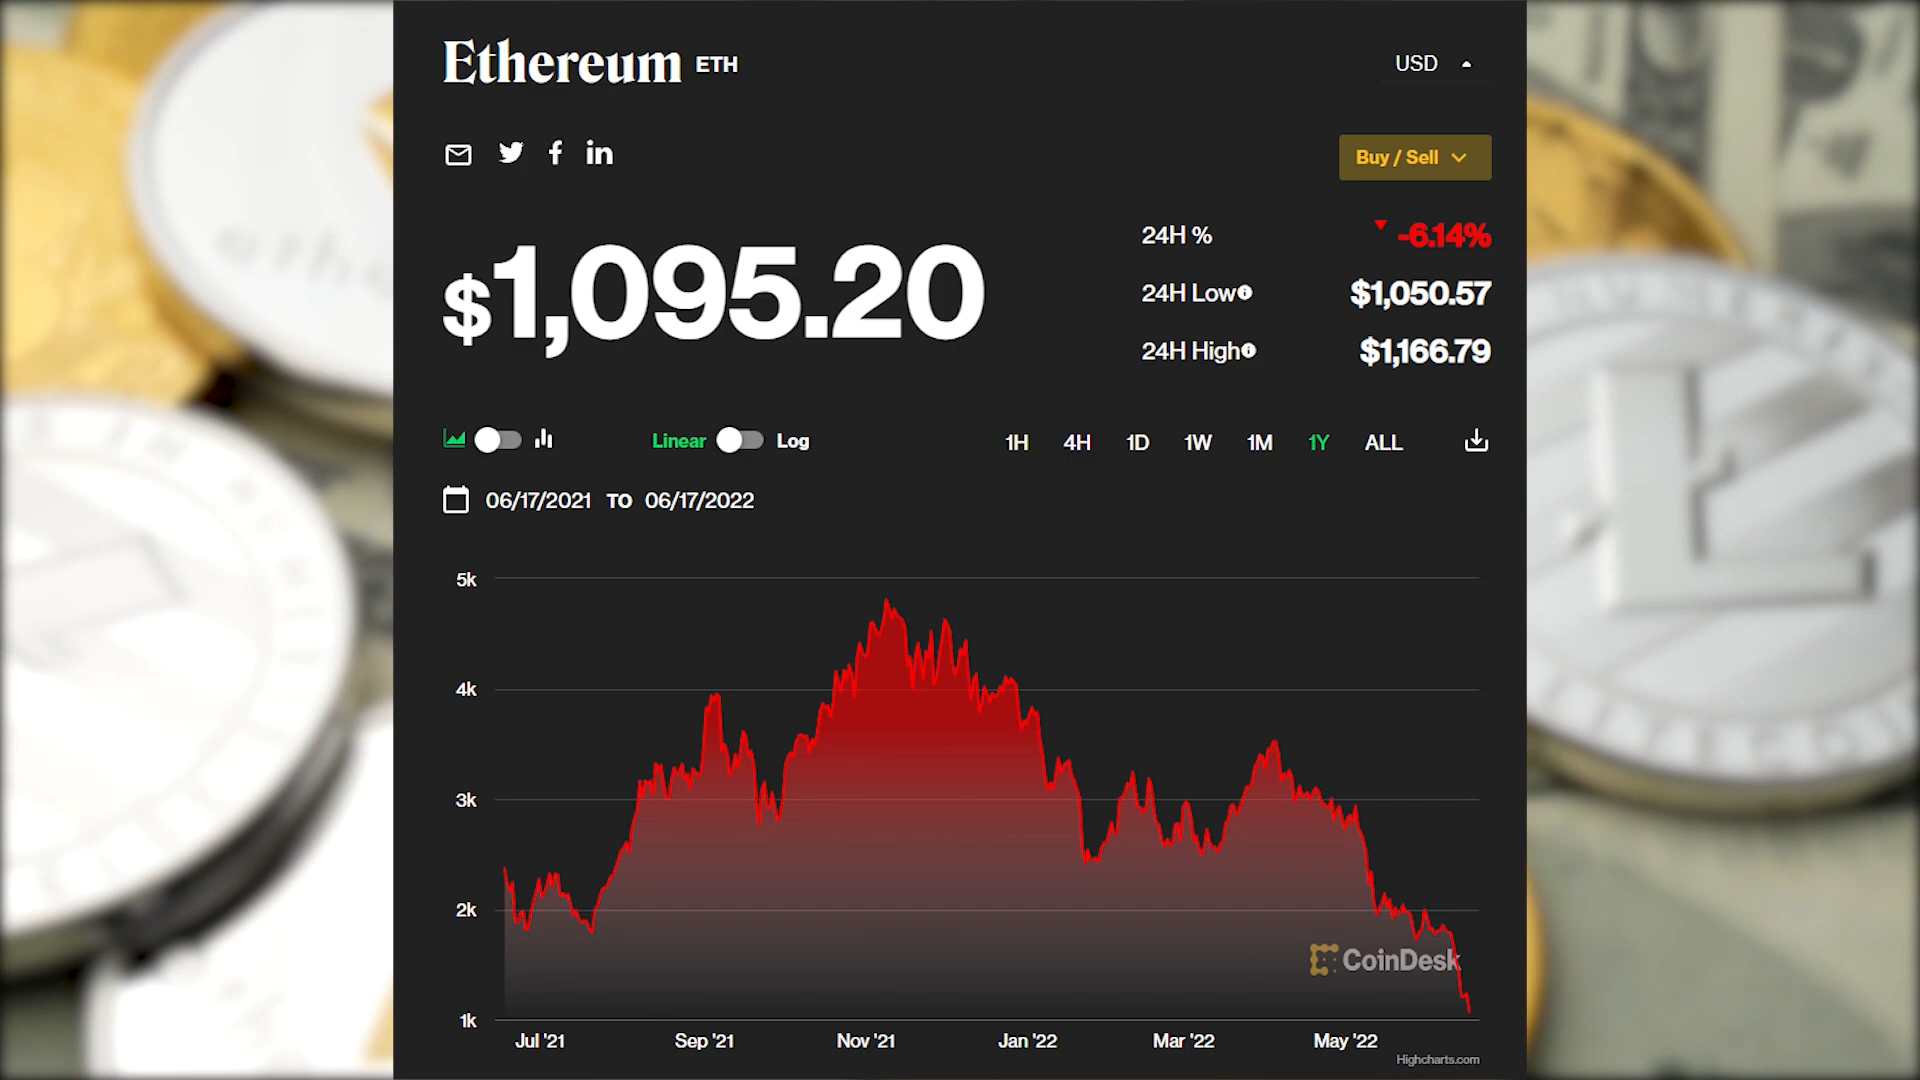 Ethereum ETH
USD
Buy / Sell
$1,095.20
24H % -6.14%
24H Low $1,050.57
24H High $1,166.79
Linear Log
1H 4H 1D 1W 1M 1Y ALL
06/17/2021 TO 06/17/2022
5k
4k
3k
2k
1k
CoinDesk
Jul '21 Sep '21 Nov '21 Jan '22 Mar '22 May '22
Highcharts.com